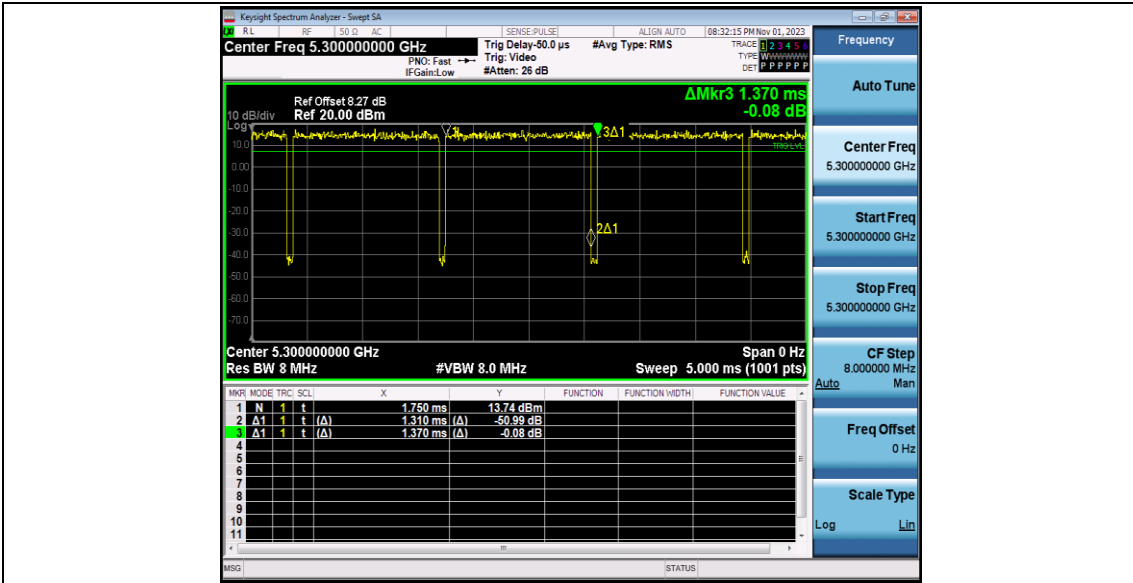 Keysight Spectrum Analyzer - Swept SA
RL RF 50 Ω AC SENSE:PULSE ALIGN AUTO 08:32:15 PM Nov 01, 2023
Center Freq 5.300000000 GHz
Trig Delay-50.0 µs #Avg Type: RMS TRACE 1 2 3 4 5 6
PNO: Fast Trig: Video TYPE WWWWWW
IFGain:Low #Atten: 26 dB DET P P P P P P
Frequency
Auto Tune
Center Freq
5.300000000 GHz
Start Freq
5.300000000 GHz
Stop Freq
5.300000000 GHz
CF Step
8.000000 MHz
Auto Man
Freq Offset
0 Hz
Scale Type
Log Lin
ΔMkr3 1.370 ms
-0.08 dB
Ref Offset 8.27 dB
10 dB/div Ref 20.00 dBm
Log
1 3Δ1
TRIG LVL
10.0
0.00
-10.0
-20.0
2Δ1
-30.0
-40.0
-50.0
-60.0
-70.0
Center 5.300000000 GHz Span 0 Hz
Res BW 8 MHz #VBW 8.0 MHz Sweep 5.000 ms (1001 pts)
MKR MODE TRC SCL X Y FUNCTION FUNCTION WIDTH FUNCTION VALUE
1 N 1 t 1.750 ms 13.74 dBm
2 Δ1 1 t (Δ) 1.310 ms (Δ) -50.99 dB
3 Δ1 1 t (Δ) 1.370 ms (Δ) -0.08 dB
4
5
6
7
8
9
10
11
MSG STATUS